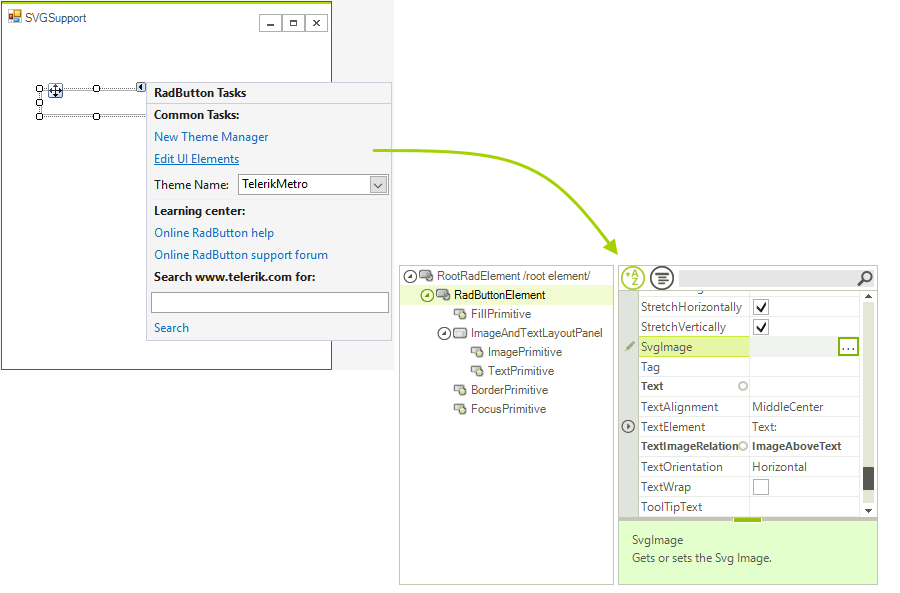 SVGSupport
RadButton Tasks
Common Tasks:
New Theme Manager
Edit UI Elements
Theme Name: TelerikMetro
Learning center:
Online RadButton help
Online RadButton support forum
Search www.telerik.com for:
Search
RootRadElement /root element/
RadButtonElement
FillPrimitive
ImageAndTextLayoutPanel
ImagePrimitive
TextPrimitive
BorderPrimitive
FocusPrimitive
A
Z
StretchHorizontally
StretchVertically
SvgImage ...
Tag
Text
TextAlignment MiddleCenter
TextElement Text:
TextImageRelation ImageAboveText
TextOrientation Horizontal
TextWrap
ToolTipText
SvgImage
Gets or sets the Svg Image.